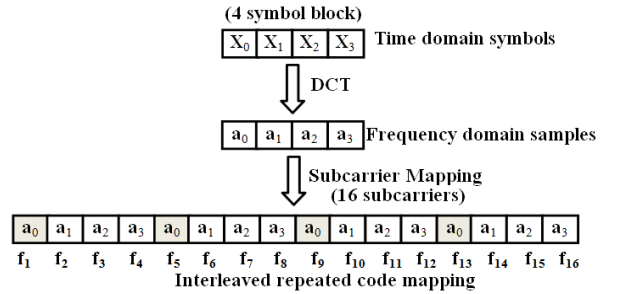 (4 symbol block)
X₀ X₁ X₂ X₃ Time domain symbols
DCT
a₀ a₁ a₂ a₃ Frequency domain samples
Subcarrier Mapping
(16 subcarriers)
a₀ a₁ a₂ a₃ a₀ a₁ a₂ a₃ a₀ a₁ a₂ a₃ a₀ a₁ a₂ a₃
f₁ f₂ f₃ f₄ f₅ f₆ f₇ f₈ f₉ f₁₀ f₁₁ f₁₂ f₁₃ f₁₄ f₁₅ f₁₆
Interleaved repeated code mapping